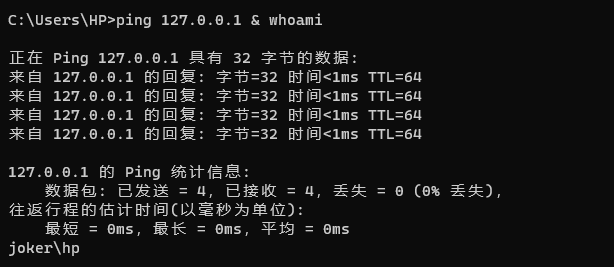 C:\Users\HP>ping 127.0.0.1 & whoami
正在 Ping 127.0.0.1 具有 32 字节的数据:
来自 127.0.0.1 的回复: 字节=32 时间<1ms TTL=64
来自 127.0.0.1 的回复: 字节=32 时间<1ms TTL=64
来自 127.0.0.1 的回复: 字节=32 时间<1ms TTL=64
来自 127.0.0.1 的回复: 字节=32 时间<1ms TTL=64
127.0.0.1 的 Ping 统计信息:
    数据包: 已发送 = 4，已接收 = 4，丢失 = 0 (0% 丢失)，
往返行程的估计时间(以毫秒为单位):
    最短 = 0ms，最长 = 0ms，平均 = 0ms
joker\hp